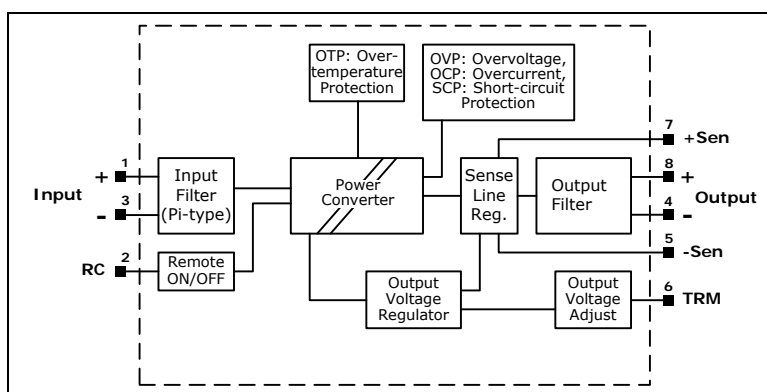 OTP: Over-
temperature
Protection
OVP: Overvoltage,
OCP: Overcurrent,
SCP: Short-circuit
Protection
7
+Sen
1
+
Input
3
-
Input
Filter
(Pi-type)
Power
Converter
Sense
Line
Reg.
Output
Filter
8
+
Output
4
-
5
-Sen
2
RC
Remote
ON/OFF
Output
Voltage
Regulator
Output
Voltage
Adjust
6
TRM